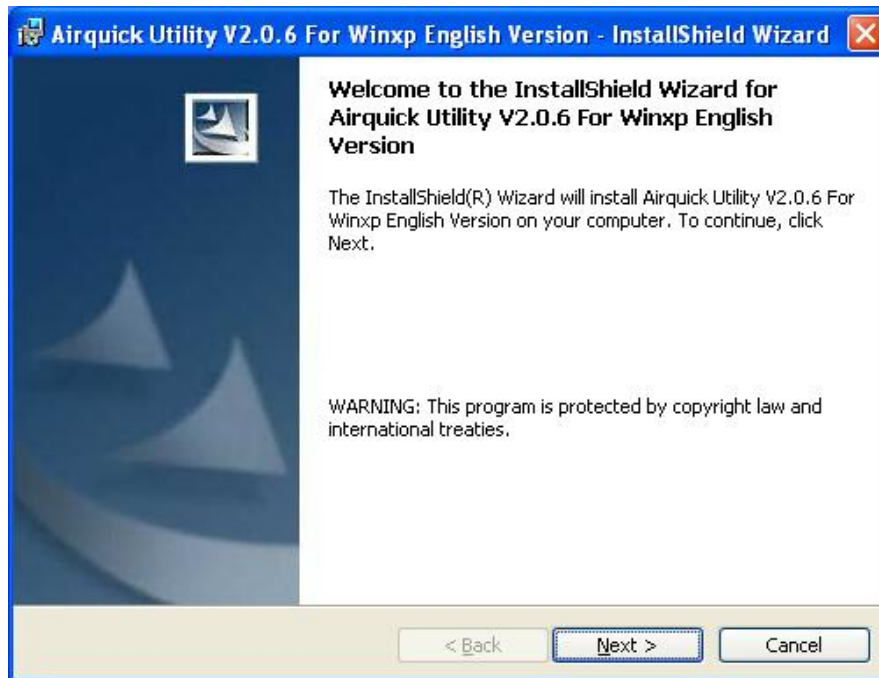 Airquick Utility V2.0.6 For Winxp English Version - InstallShield Wizard
Welcome to the InstallShield Wizard for
Airquick Utility V2.0.6 For Winxp English
Version
The InstallShield(R) Wizard will install Airquick Utility V2.0.6 For
Winxp English Version on your computer. To continue, click
Next.
WARNING: This program is protected by copyright law and
international treaties.
< Back Next > Cancel